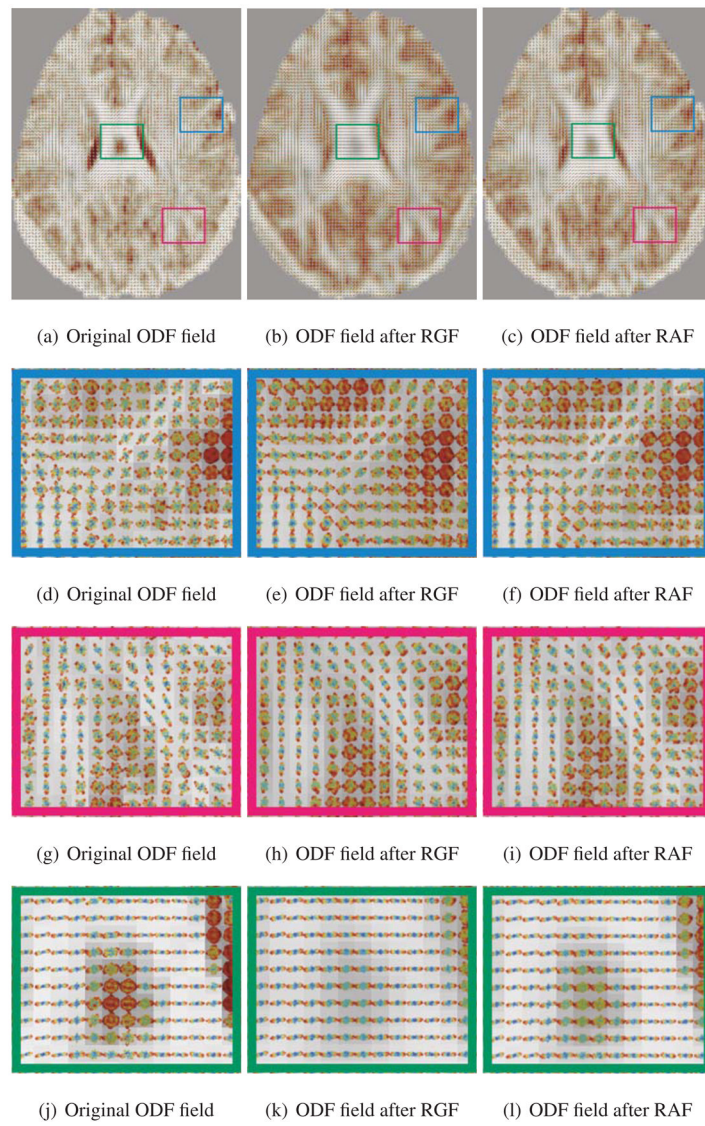 (a) Original ODF field
(b) ODF field after RGF
(c) ODF field after RAF
(d) Original ODF field
(e) ODF field after RGF
(f) ODF field after RAF
(g) Original ODF field
(h) ODF field after RGF
(i) ODF field after RAF
(j) Original ODF field
(k) ODF field after RGF
(l) ODF field after RAF